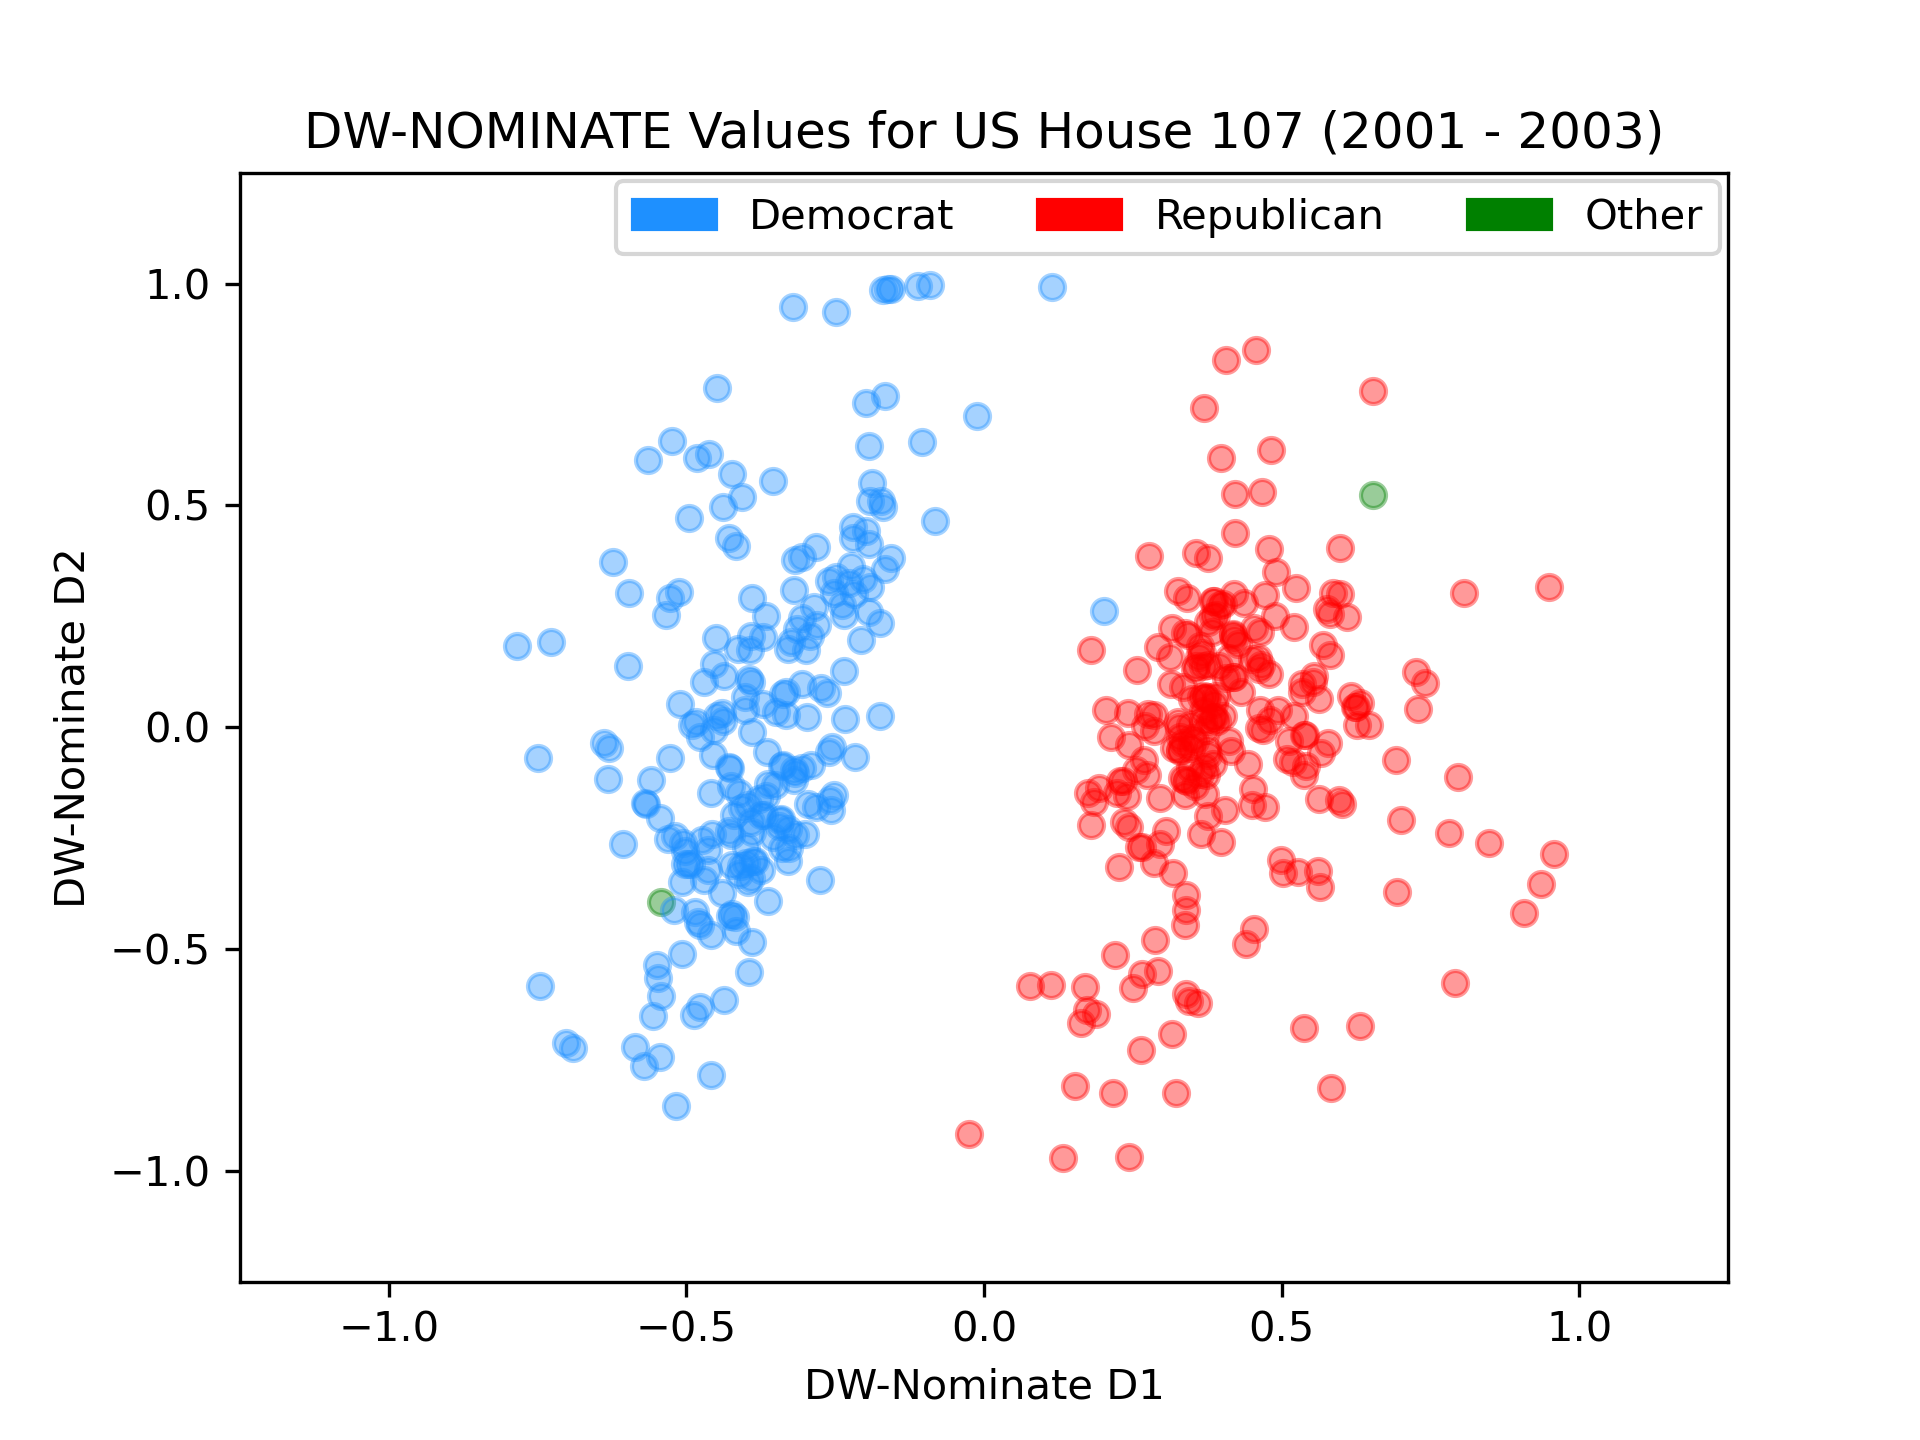 DW-NOMINATE Values for US House 107 (2001 - 2003)
Democrat Republican Other
1.0
0.5
0.0
−0.5
−1.0
DW-Nominate D2
−1.0 −0.5 0.0 0.5 1.0
DW-Nominate D1